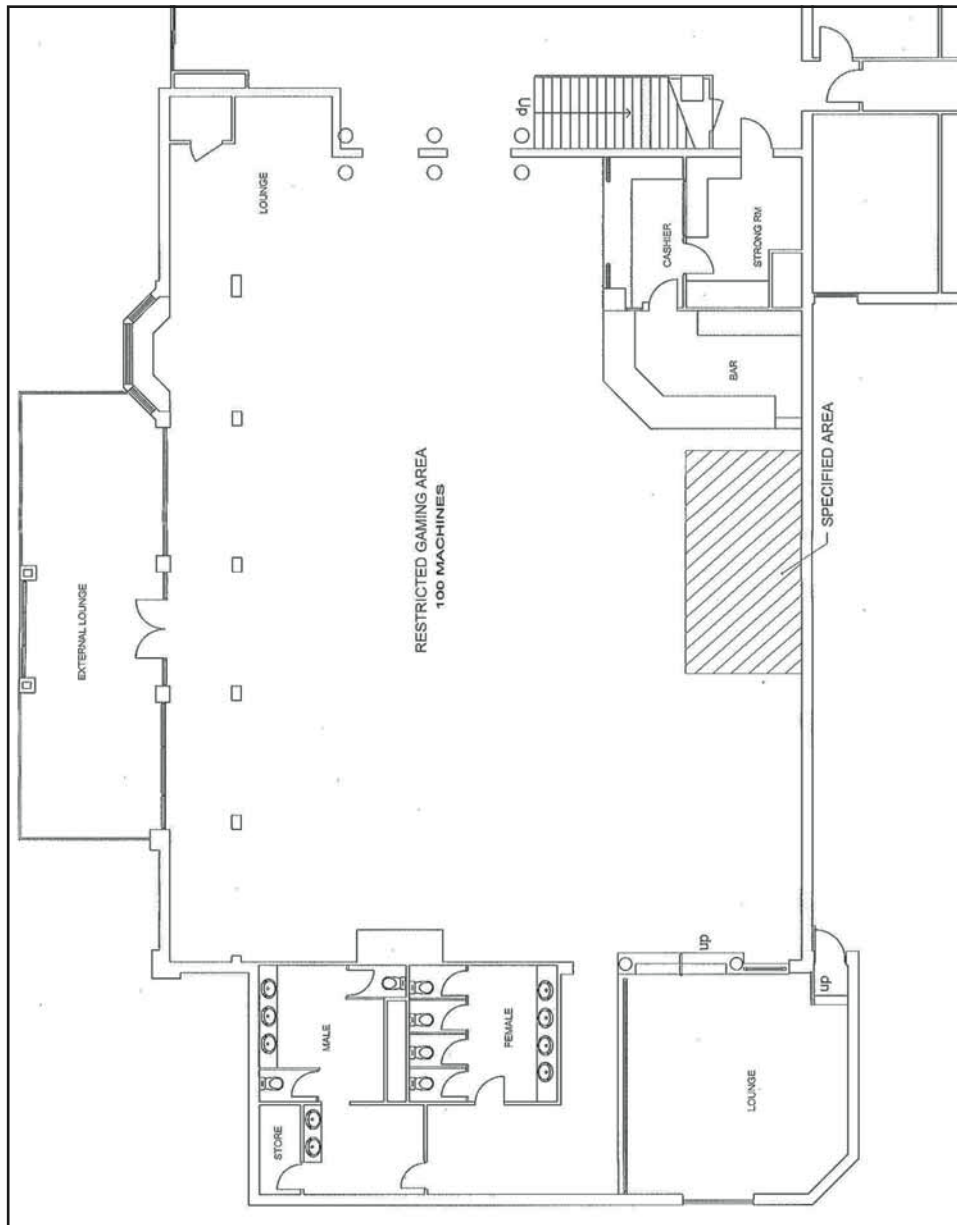 Up
LOUNGE
CASHIER
STRONG RM
BAR
EXTERNAL LOUNGE
RESTRICTED GAMING AREA
100 MACHINES
SPECIFIED AREA
up
up
MALE
FEMALE
STORE
LOUNGE